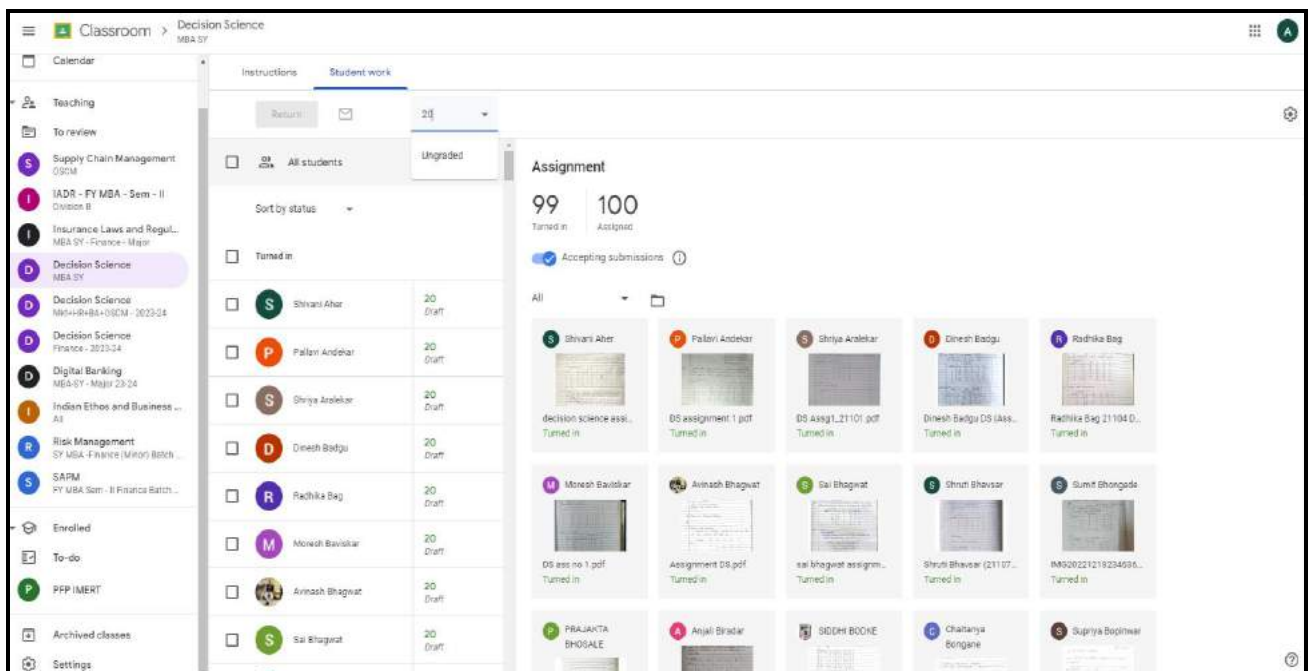 Classroom > Decision Science
MBA SY
A
Calendar
Teaching
To review
S Supply Chain Management
OSCM
I IADR - FY MBA - Sem - II
Division B
I Insurance Laws and Regul...
MBA SY - Finance - Major
D Decision Science
MBA SY
D Decision Science
Mkt+HR+BA+OSCM - 2023-24
D Decision Science
Finance - 2023-24
D Digital Banking
MBA-SY - Major 23-24
I Indian Ethos and Business ...
All
R Risk Management
SY MBA -Finance (Minor) Batch ...
S SAPM
FY MBA Sem - II Finance Batch...
Enrolled
To-do
P PFP IMERT
Archived classes
Settings
Instructions Student work
Return 20
Ungraded
All students
Sort by status
Turned in
S Shivani Aher 20
Draft
P Pallavi Andekar 20
Draft
S Shriya Aralekar 20
Draft
D Dinesh Badgu 20
Draft
R Radhika Bag 20
Draft
M Moresh Baviskar 20
Draft
Avinash Bhagwat 20
Draft
S Sai Bhagwat 20
Draft
Assignment
99 100
Turned in Assigned
Accepting submissions
All
S Shivani Aher
decision science assi...
Turned in
P Pallavi Andekar
DS assignment 1.pdf
Turned in
S Shriya Aralekar
DS Assg1_21101.pdf
Turned in
D Dinesh Badgu
Dinesh Badgu DS (Ass...
Turned in
R Radhika Bag
Radhika Bag 21104 D...
Turned in
M Moresh Baviskar
DS ass no 1.pdf
Turned in
Avinash Bhagwat
Assignment DS.pdf
Turned in
S Sai Bhagwat
sai bhagwat assignm...
Turned in
S Shruti Bhavsar
Shruti Bhavsar (21107...
Turned in
S Sumit Bhongade
IMG20221219234636...
Turned in
P PRAJAKTA
BHOSALE
A Anjali Biradar
SIDDHI BODKE
C Chaitanya
Bongane
S Supriya Bopinwar